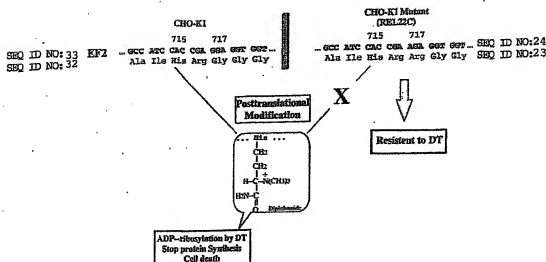 CHO-KI
715 717
SEQ ID NO:33 EF2 ... GCC ATC CAC CGA GGA GGT GGT...
SEQ ID NO:32 Ala Ile His Arg Gly Gly Gly
CHO-KI Mutant
(RE1.22C)
715 717
... GCC ATC CAC CGA AGA GGT GGT... SEQ ID NO:24
Ala Ile His Arg Arg Gly Gly SEQ ID NO:23
Posttranslational
Modification
X
Resistent to DT
... His ...
CH2
CH2
H-C-N(CH3)3
+
H2N-C
O Diphthamide
ADP-ribosylation by DT
Stop protein Synthesis
Cell death